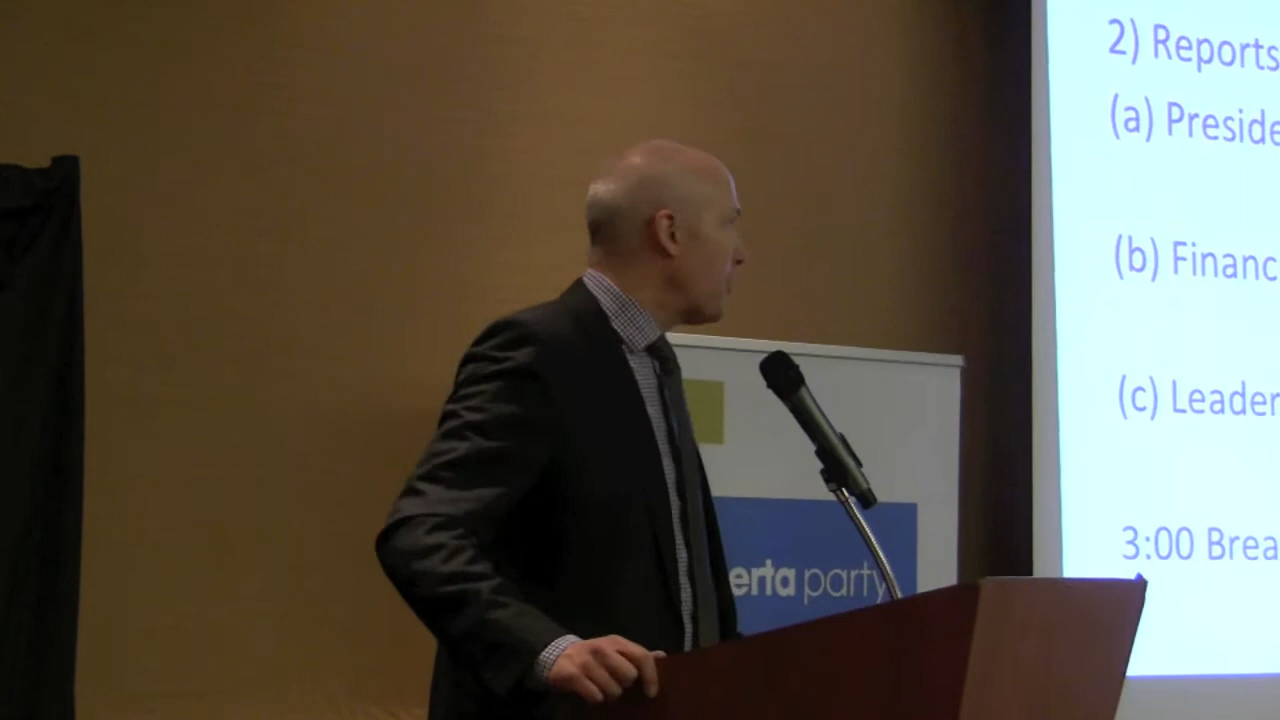 2) Reports
(a) Preside
(b) Financ
(c) Leader
3:00 Brea
erta party